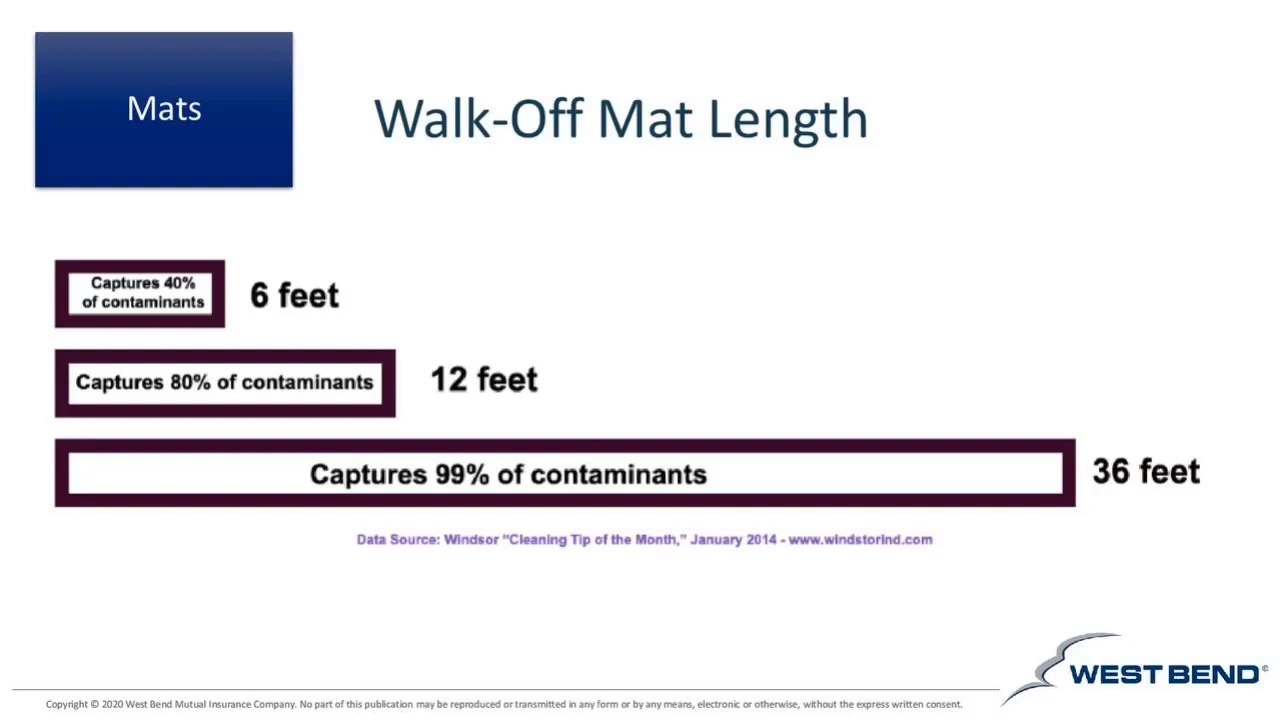 Mats
Walk-Off Mat Length
Captures 40%
of contaminants
6 feet
Captures 80% of contaminants
12 feet
Captures 99% of contaminants
36 feet
Data Source: Windsor "Cleaning Tip of the Month," January 2014 - www.windstorind.com
WEST BEND®
Copyright © 2020 West Bend Mutual Insurance Company. No part of this publication may be reproduced or transmitted in any form or by any means, electronic or otherwise, without the express written consent.